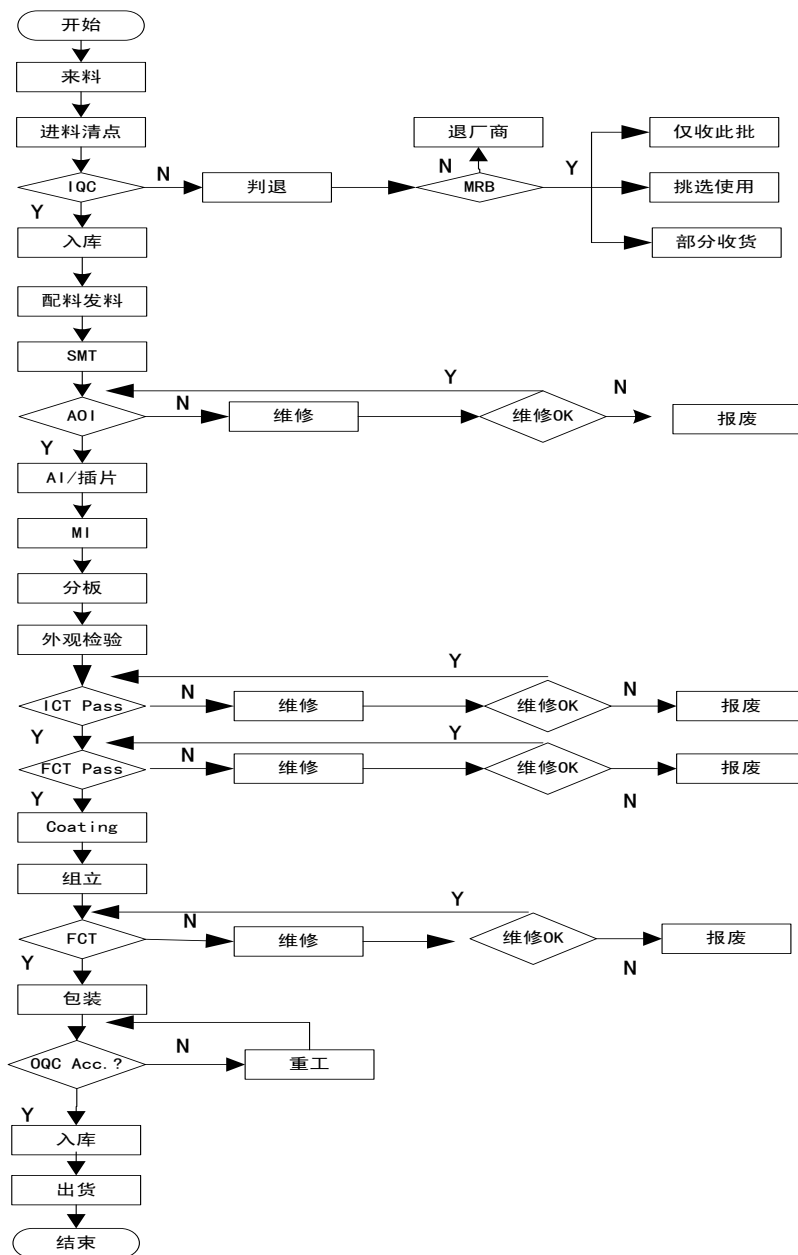 开始
来料
进料清点
退厂商
仅收此批
IQC
N
判退
N
MRB
Y
挑选使用
Y
入库
部分收货
配料发料
SMT
Y
N
AOI
N
维修
维修OK
报废
Y
AI/插片
MI
分板
外观检验
Y
ICT Pass
N
维修
维修OK
N
报废
Y
Y
FCT Pass
N
维修
维修OK
报废
Y
N
Coating
组立
Y
N
FCT
维修
维修OK
报废
Y
N
包装
OQC Acc.?
N
重工
Y
入库
出货
结束